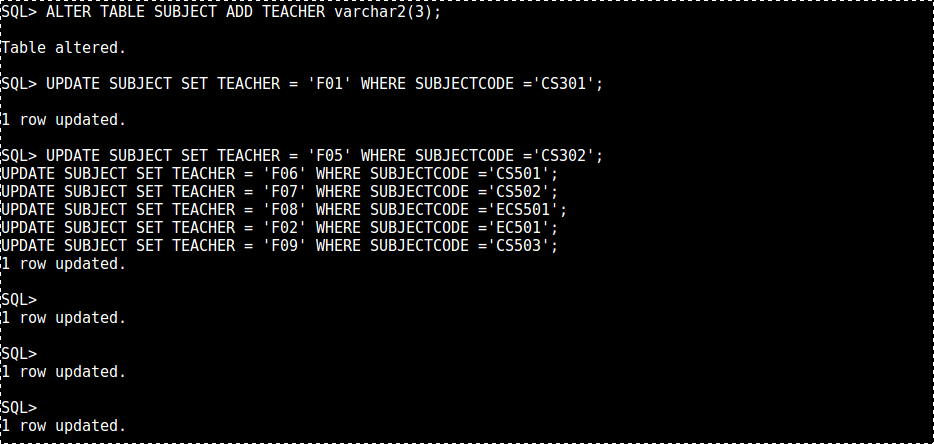 SQL> ALTER TABLE SUBJECT ADD TEACHER varchar2(3);
Table altered.
SQL> UPDATE SUBJECT SET TEACHER = 'F01' WHERE SUBJECTCODE ='CS301';
1 row updated.
SQL> UPDATE SUBJECT SET TEACHER = 'F05' WHERE SUBJECTCODE ='CS302';
UPDATE SUBJECT SET TEACHER = 'F06' WHERE SUBJECTCODE ='CS501';
UPDATE SUBJECT SET TEACHER = 'F07' WHERE SUBJECTCODE ='CS502';
UPDATE SUBJECT SET TEACHER = 'F08' WHERE SUBJECTCODE ='ECS501';
UPDATE SUBJECT SET TEACHER = 'F02' WHERE SUBJECTCODE ='EC501';
UPDATE SUBJECT SET TEACHER = 'F09' WHERE SUBJECTCODE ='CS503';
1 row updated.
SQL>
1 row updated.
SQL>
1 row updated.
SQL>
1 row updated.